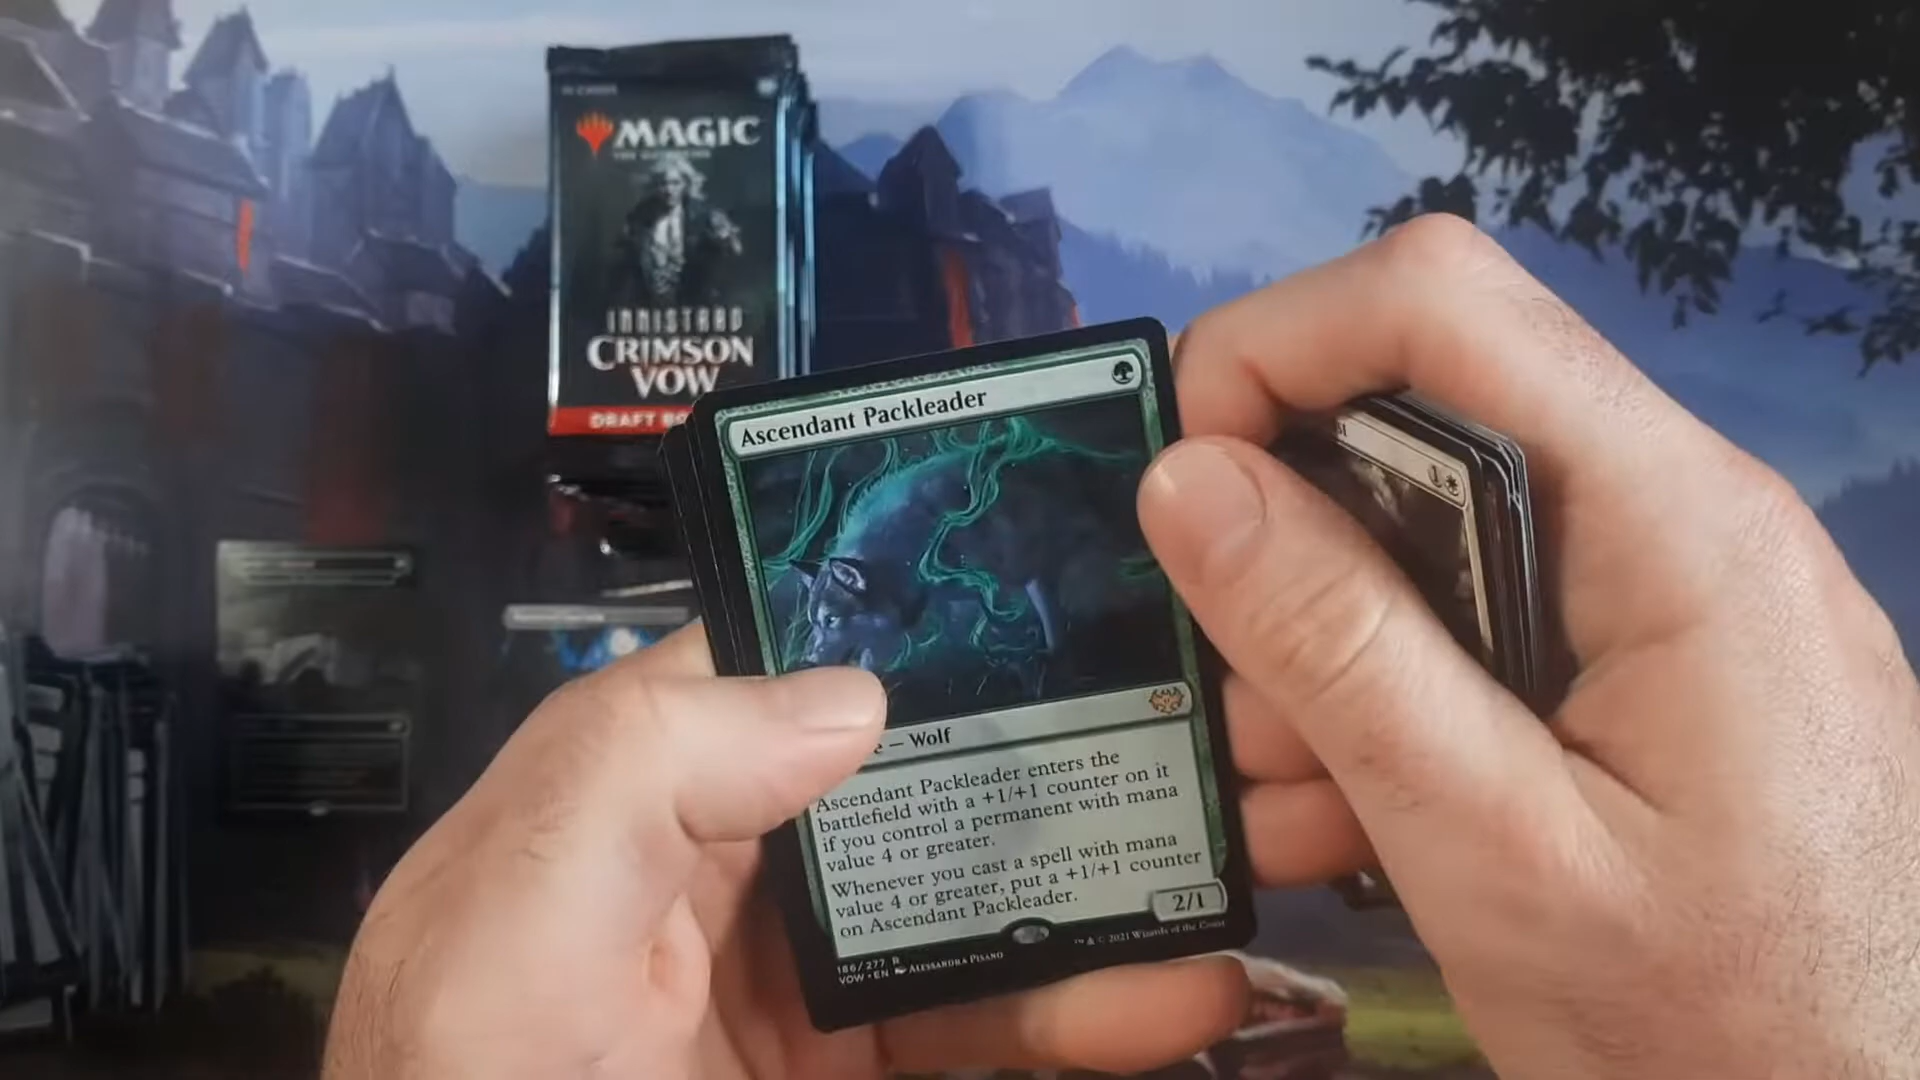 MAGIC
INNISTRAD
CRIMSON
VOW
DRAFT
Ascendant Packleader
— Wolf
Ascendant Packleader enters the
battlefield with a +1/+1 counter on it
if you control a permanent with mana
value 4 or greater.
Whenever you cast a spell with mana
value 4 or greater, put a +1/+1 counter
on Ascendant Packleader.
2/1
186/277 R
VOW • EN ALESSANDRA PISANO
™ & © 2021 Wizards of the Coast
1